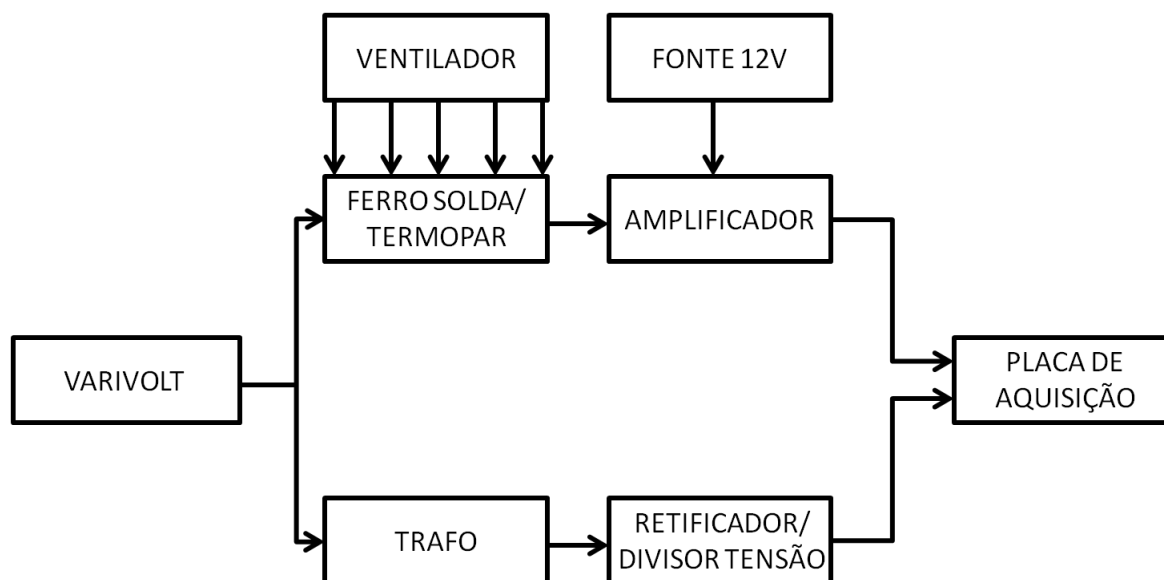 VENTILADOR
FONTE 12V
FERRO SOLDA/
TERMOPAR
AMPLIFICADOR
VARIVOLT
PLACA DE
AQUISIÇÃO
TRAFO
RETIFICADOR/
DIVISOR TENSÃO